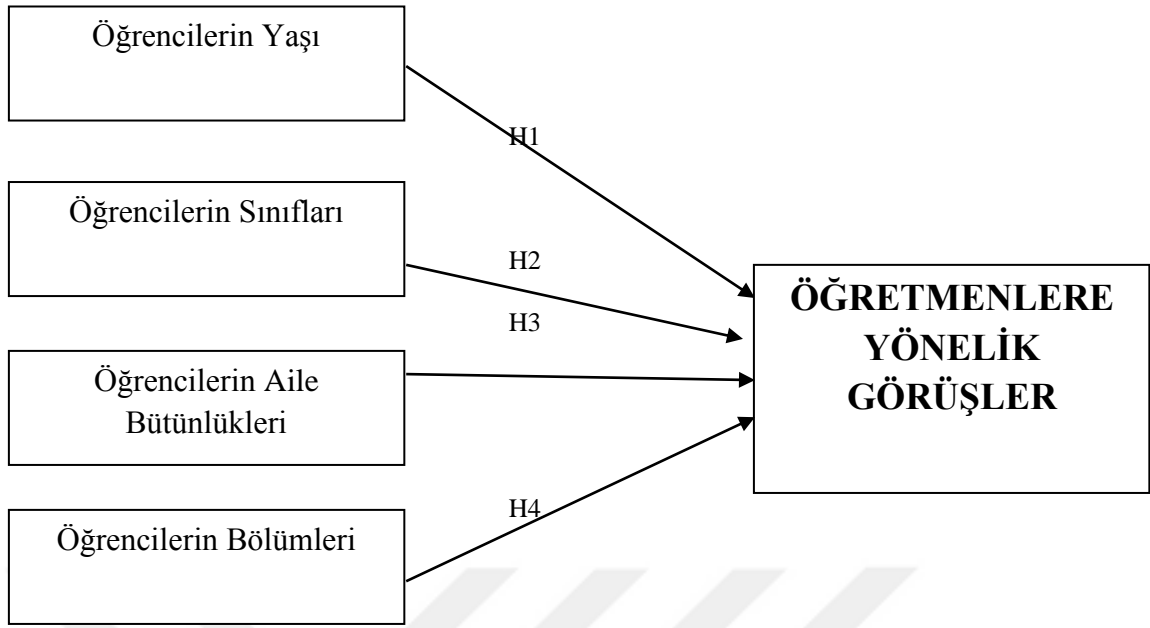 Öğrencilerin Yaşı
H1
Öğrencilerin Sınıfları
H2
H3
Öğrencilerin Aile
Bütünlükleri
H4
Öğrencilerin Bölümleri
ÖĞRETMENLERE
YÖNELİK
GÖRÜŞLER